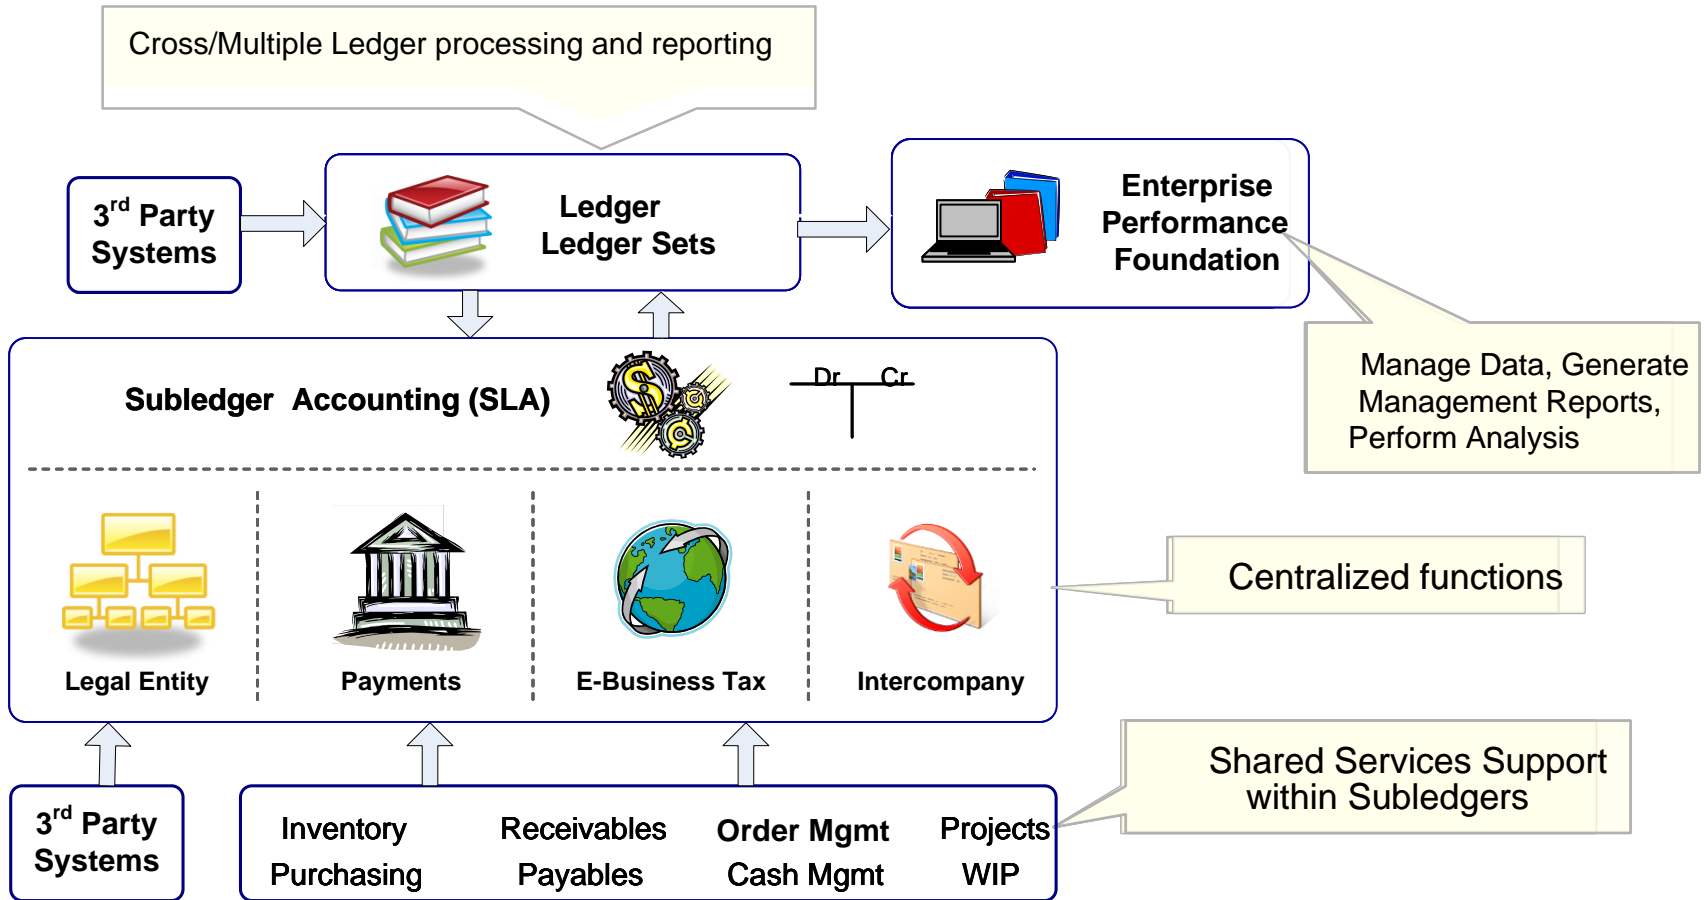 Cross/Multiple Ledger processing and reporting
3rd Party
Systems
Ledger
Ledger Sets
Enterprise
Performance
Foundation
Manage Data, Generate
Management Reports,
Perform Analysis
Subledger Accounting (SLA)
Dr Cr
Legal Entity
Payments
E-Business Tax
Intercompany
Centralized functions
Shared Services Support
within Subledgers
3rd Party
Systems
Inventory Receivables Order Mgmt Projects
Purchasing Payables Cash Mgmt WIP